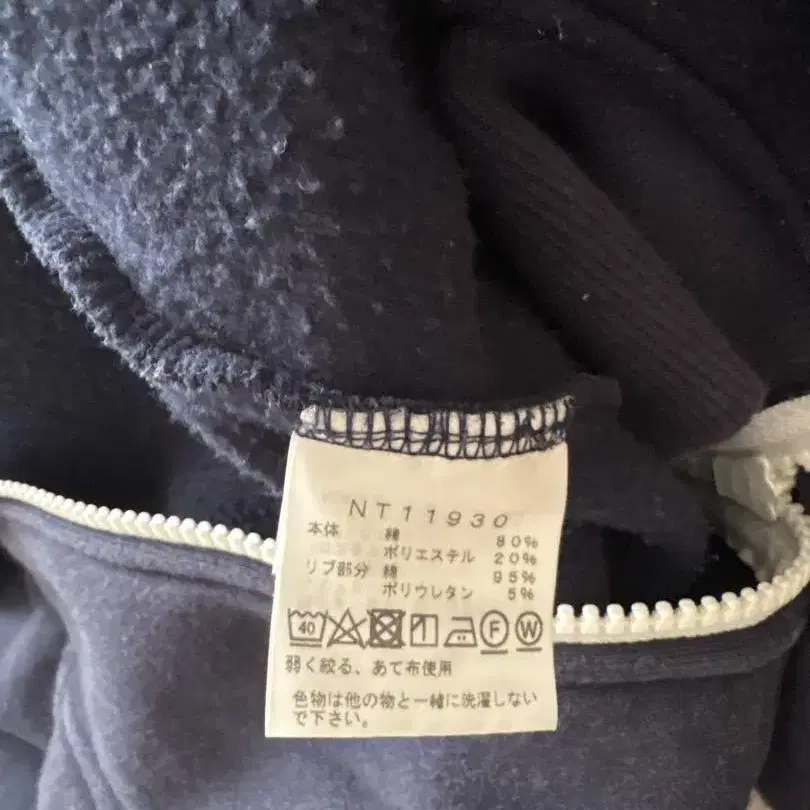 NT11930
本体 綿 80%
ポリエステル 20%
リブ部分 綿 95%
ポリウレタン 5%
40 F W
弱く絞る、あて布使用
色物は他の物と一緒に洗濯しない
で下さい。